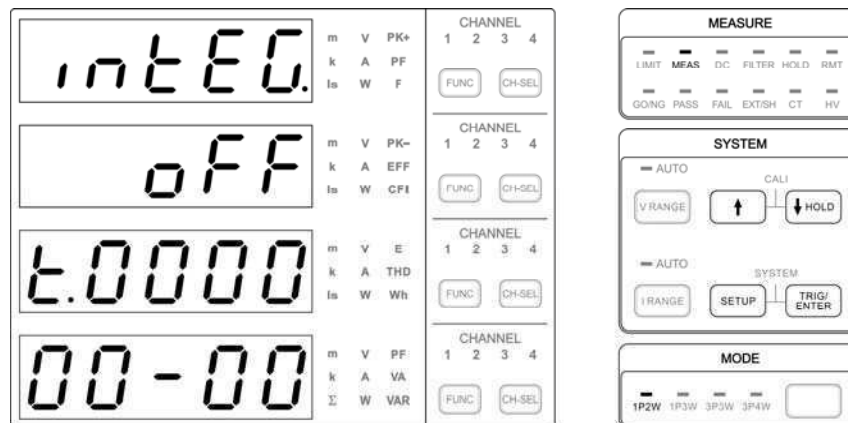 intEG.
m V PK+
k A PF
Is W F
CHANNEL
1 2 3 4
FUNC CH-SEL
oFF
m V PK−
k A EFF
Is W CFI
CHANNEL
1 2 3 4
FUNC CH-SEL
t.0000
m V E
k A THD
Is W Wh
CHANNEL
1 2 3 4
FUNC CH-SEL
00-00
m V PF
k A VA
Σ W VAR
CHANNEL
1 2 3 4
FUNC CH-SEL
MEASURE
LIMIT MEAS DC FILTER HOLD RMT
GO/NG PASS FAIL EXT/SH CT HV
SYSTEM
AUTO
CALI
V RANGE ↑ ↓ HOLD
AUTO
SYSTEM
I RANGE SETUP TRIG/
ENTER
MODE
1P2W 1P3W 3P3W 3P4W